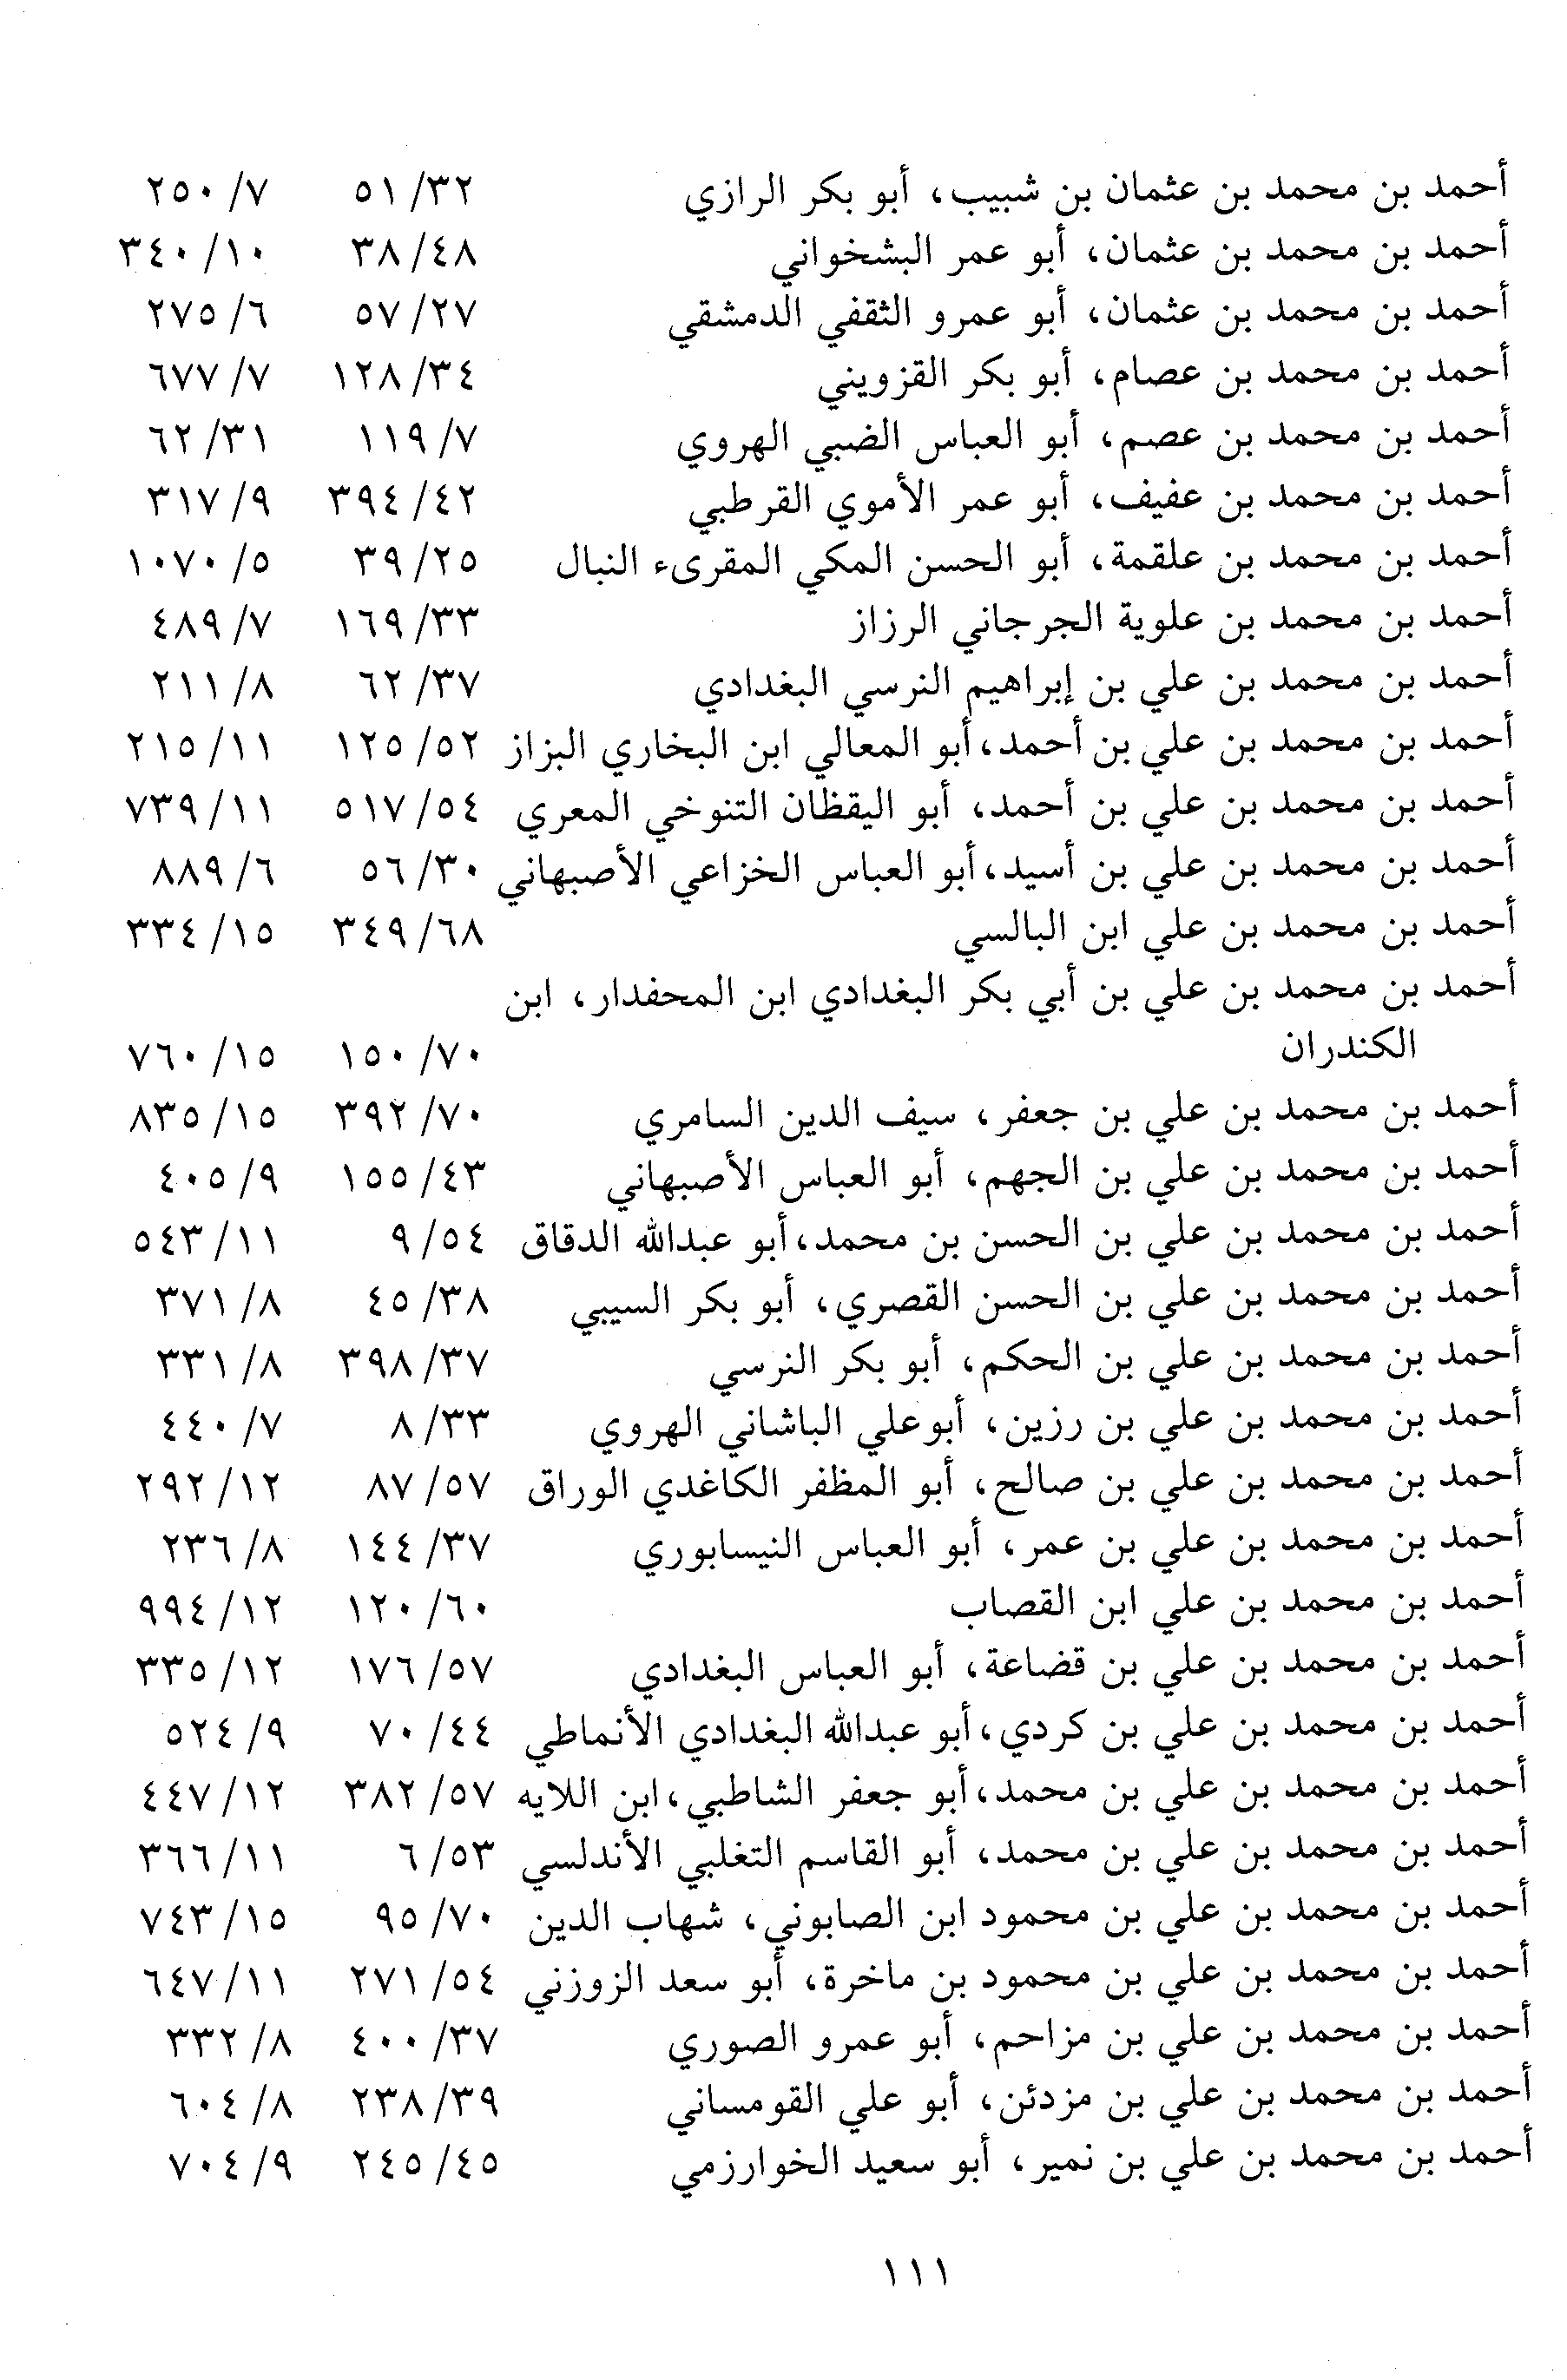 أحمد بن محمد بن عثمان بن شبيب، أبو بكر الرازي ٥١/٣٢ ٢٥٠/٧
أحمد بن محمد بن عثمان، أبو عمر البشخواني ٣٨/٤٨ ٣٤٠/١٠
أحمد بن محمد بن عثمان، أبو عمرو الثقفي الدمشقي ٥٧/٢٧ ٢٧٥/٦
أحمد بن محمد بن عصام، أبو بكر القزويني ١٢٨/٣٤ ٦٧٧/٧
أحمد بن محمد بن عصم، أبو العباس الضبي الهروي ١١٩/٧ ٦٢/٣١
أحمد بن محمد بن عفيف، أبو عمر الأموي القرطبي ٣٩٤/٤٢ ٣١٧/٩
أحمد بن محمد بن علقمة، أبو الحسن المكي المقرىء النبال ٣٩/٢٥ ١٠٧٠/٥
أحمد بن محمد بن علوية الجرجاني الرزاز ١٦٩/٣٣ ٤٨٩/٧
أحمد بن محمد بن علي بن إبراهيم النرسي البغدادي ٦٢/٣٧ ٢١١/٨
أحمد بن محمد بن علي بن أحمد، أبو المعالي ابن البخاري البزاز ١٢٥/٥٢ ٢١٥/١١
أحمد بن محمد بن علي بن أحمد، أبو اليقظان التنوخي المعري ٥١٧/٥٤ ٧٣٩/١١
أحمد بن محمد بن علي بن أسيد، أبو العباس الخزاعي الأصبهاني ٥٦/٣٠ ٨٨٩/٦
أحمد بن محمد بن علي ابن البالسي ٣٤٩/٦٨ ٣٣٤/١٥
أحمد بن محمد بن علي بن أبي بكر البغدادي ابن المحفدار، ابن
الكندران ١٥٠/٧٠ ٧٦٠/١٥
أحمد بن محمد بن علي بن جعفر، سيف الدين السامري ٣٩٢/٧٠ ٨٣٥/١٥
أحمد بن محمد بن علي بن الجهم، أبو العباس الأصبهاني ١٥٥/٤٣ ٤٠٥/٩
أحمد بن محمد بن علي بن الحسن بن محمد، أبو عبدالله الدقاق ٩/٥٤ ٥٤٣/١١
أحمد بن محمد بن علي بن الحسن القصري، أبو بكر السيبي ٤٥/٣٨ ٣٧١/٨
أحمد بن محمد بن علي بن الحكم، أبو بكر النرسي ٣٩٨/٣٧ ٣٣١/٨
أحمد بن محمد بن علي بن رزين، أبوعلي الباشاني الهروي ٨/٣٣ ٤٤٠/٧
أحمد بن محمد بن علي بن صالح، أبو المظفر الكاغدي الوراق ٨٧/٥٧ ٢٩٢/١٢
أحمد بن محمد بن علي بن عمر، أبو العباس النيسابوري ١٤٤/٣٧ ٢٣٦/٨
أحمد بن محمد بن علي ابن القصاب ١٢٠/٦٠ ٩٩٤/١٢
أحمد بن محمد بن علي بن قضاعة، أبو العباس البغدادي ١٧٦/٥٧ ٣٣٥/١٢
أحمد بن محمد بن علي بن كردي، أبو عبدالله البغدادي الأنماطي ٧٠/٤٤ ٥٢٤/٩
أحمد بن محمد بن علي بن محمد، أبو جعفر الشاطبي، ابن اللايه ٣٨٢/٥٧ ٤٤٧/١٢
أحمد بن محمد بن علي بن محمد، أبو القاسم التغلبي الأندلسي ٦/٥٣ ٣٦٦/١١
أحمد بن محمد بن علي بن محمود ابن الصابوني، شهاب الدين ٩٥/٧٠ ٧٤٣/١٥
أحمد بن محمد بن علي بن محمود بن ماخرة، أبو سعد الزوزني ٢٧١/٥٤ ٦٤٧/١١
أحمد بن محمد بن علي بن مزاحم، أبو عمرو الصوري ٤٠٠/٣٧ ٣٣٢/٨
أحمد بن محمد بن علي بن مزدئن، أبو علي القومساني ٢٣٨/٣٩ ٦٠٤/٨
أحمد بن محمد بن علي بن نمير، أبو سعيد الخوارزمي ٢٤٥/٤٥ ٧٠٤/٩
١١١